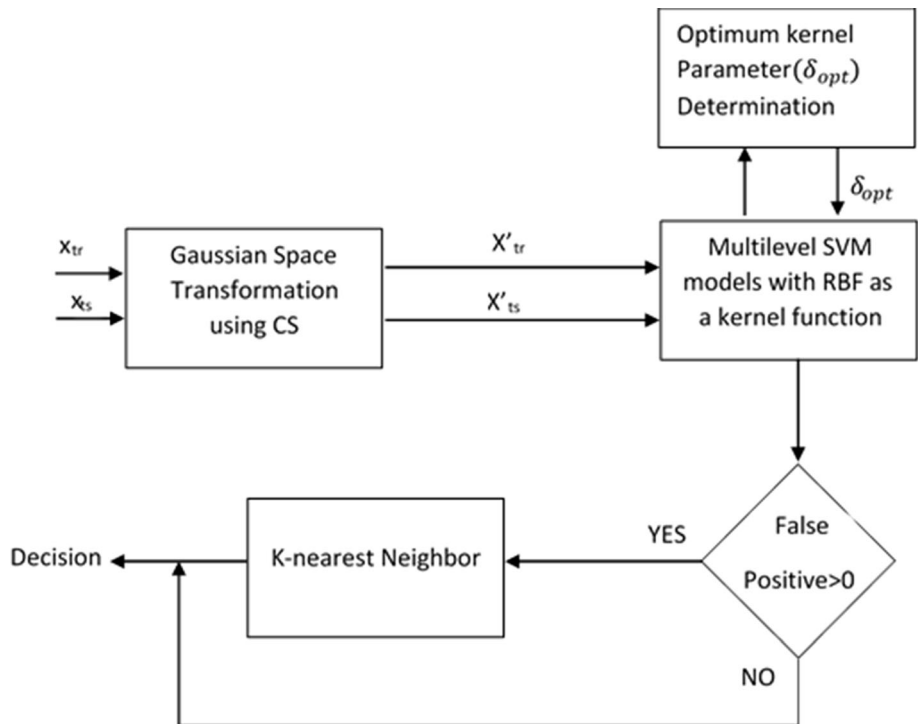 Optimum kernel
Parameter(δopt)
Determination
δopt
xtr
xts
Gaussian Space
Transformation
using CS
X'tr
X'ts
Multilevel SVM
models with RBF as
a kernel function
False
Positive>0
YES
K-nearest Neighbor
Decision
NO